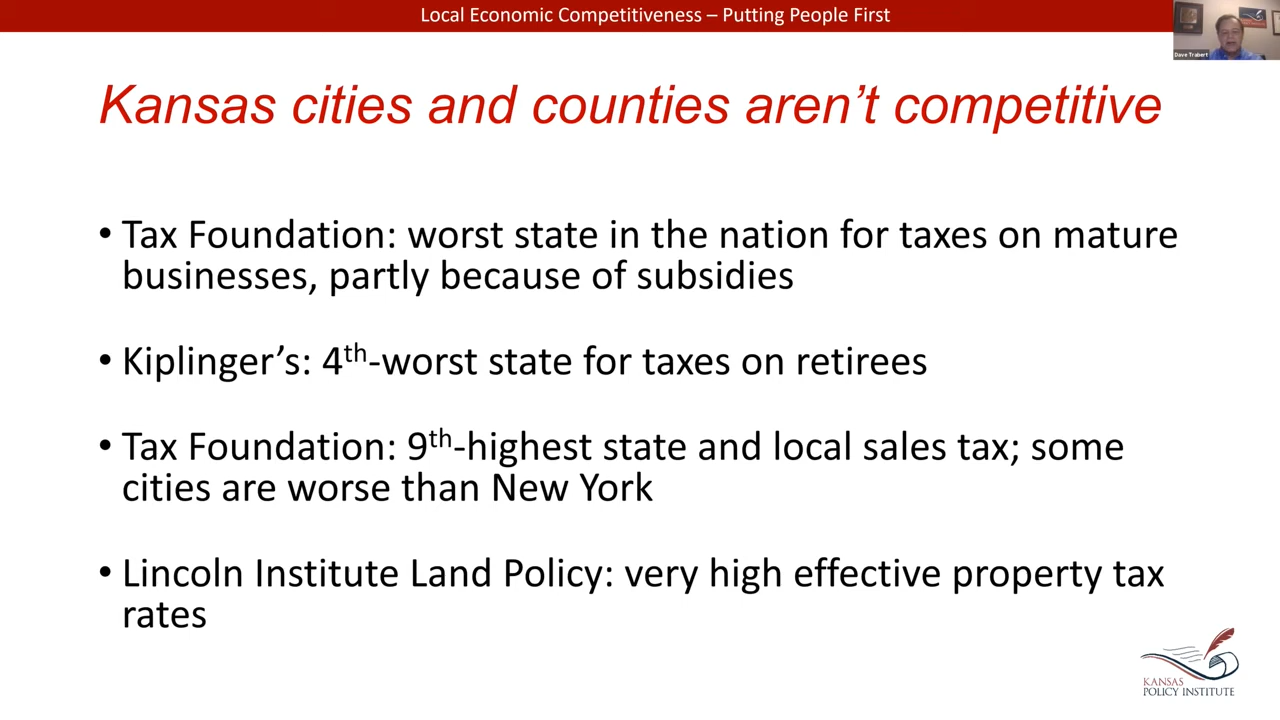 Local Economic Competitiveness – Putting People First
Dave Trabert
Kansas cities and counties aren’t competitive
• Tax Foundation: worst state in the nation for taxes on mature
businesses, partly because of subsidies
• Kiplinger’s: 4th-worst state for taxes on retirees
• Tax Foundation: 9th-highest state and local sales tax; some
cities are worse than New York
• Lincoln Institute Land Policy: very high effective property tax
rates
KANSAS
POLICY INSTITUTE